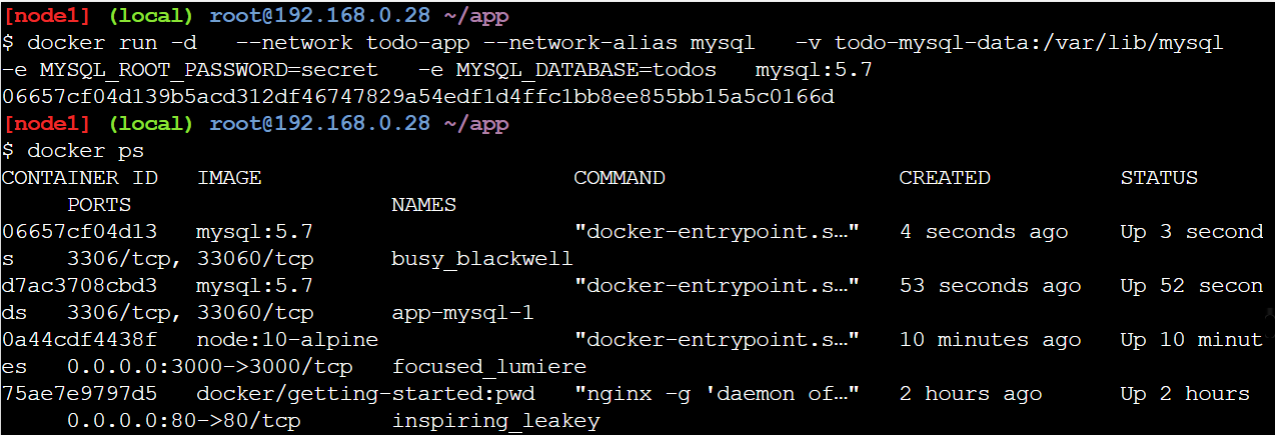 [node1] (local) root@192.168.0.28 ~/app
$ docker run -d   --network todo-app --network-alias mysql   -v todo-mysql-data:/var/lib/mysql
-e MYSQL_ROOT_PASSWORD=secret   -e MYSQL_DATABASE=todos   mysql:5.7
06657cf04d139b5acd312df46747829a54edf1d4ffc1bb8ee855bb15a5c0166d
[node1] (local) root@192.168.0.28 ~/app
$ docker ps
CONTAINER ID   IMAGE                        COMMAND                  CREATED          STATUS
     PORTS                    NAMES
06657cf04d13   mysql:5.7                    "docker-entrypoint.s…"   4 seconds ago    Up 3 second
s    3306/tcp, 33060/tcp      busy_blackwell
d7ac3708cbd3   mysql:5.7                    "docker-entrypoint.s…"   53 seconds ago   Up 52 secon
ds   3306/tcp, 33060/tcp      app-mysql-1
0a44cdf4438f   node:10-alpine               "docker-entrypoint.s…"   10 minutes ago   Up 10 minut
es   0.0.0.0:3000->3000/tcp   focused_lumiere
75ae7e9797d5   docker/getting-started:pwd   "nginx -g 'daemon of…"   2 hours ago      Up 2 hours
     0.0.0.0:80->80/tcp       inspiring_leakey